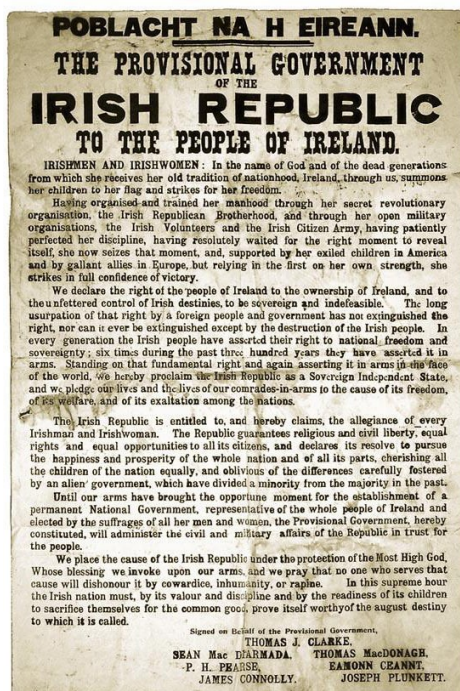 POBLACHT NA H EIREANN.
THE PROVISIONAL GOVERNMENT
OF THE
IRISH REPUBLIC
TO THE PEOPLE OF IRELAND.
IRISHMEN AND IRISHWOMEN: In the name of God and of the dead generations
from which she receives her old tradition of nationhood, Ireland, through us, summons
her children to her flag and strikes for her freedom.
Having organised and trained her manhood through her secret revolutionary
organisation, the Irish Republican Brotherhood, and through her open military
organisations, the Irish Volunteers and the Irish Citizen Army, having patiently
perfected her discipline, having resolutely waited for the right moment to reveal
itself, she now seizes that moment, and, supported by her exiled children in America
and by gallant allies in Europe, but relying in the first on her own strength, she
strikes in full confidence of victory.
We declare the right of the people of Ireland to the ownership of Ireland, and to
the unfettered control of Irish destinies, to be sovereign and indefeasible. The long
usurpation of that right by a foreign people and government has not extinguished the
right, nor can it ever be extinguished except by the destruction of the Irish people. In
every generation the Irish people have asserted their right to national freedom and
sovereignty; six times during the past three hundred years they have asserted it in
arms. Standing on that fundamental right and again asserting it in arms in the face
of the world, we hereby proclaim the Irish Republic as a Sovereign Independent State,
and we pledge our lives and the lives of our comrades-in-arms to the cause of its freedom,
of its welfare, and of its exaltation among the nations.
The Irish Republic is entitled to, and hereby claims, the allegiance of every
Irishman and Irishwoman. The Republic guarantees religious and civil liberty, equal
rights and equal opportunities to all its citizens, and declares its resolve to pursue
the happiness and prosperity of the whole nation and of all its parts, cherishing all
the children of the nation equally, and oblivious of the differences carefully fostered
by an alien government, which have divided a minority from the majority in the past.
Until our arms have brought the opportune moment for the establishment of a
permanent National Government, representative of the whole people of Ireland and
elected by the suffrages of all her men and women, the Provisional Government, hereby
constituted, will administer the civil and military affairs of the Republic in trust for
the people.
We place the cause of the Irish Republic under the protection of the Most High God,
Whose blessing we invoke upon our arms, and we pray that no one who serves that
cause will dishonour it by cowardice, inhumanity, or rapine. In this supreme hour
the Irish nation must, by its valour and discipline and by the readiness of its children
to sacrifice themselves for the common good, prove itself worthy of the august destiny
to which it is called.
Signed on Behalf of the Provisional Government,
THOMAS J. CLARKE,
SEAN Mac DIARMADA, THOMAS MacDONAGH,
P. H. PEARSE, EAMONN CEANNT,
JAMES CONNOLLY, JOSEPH PLUNKETT.